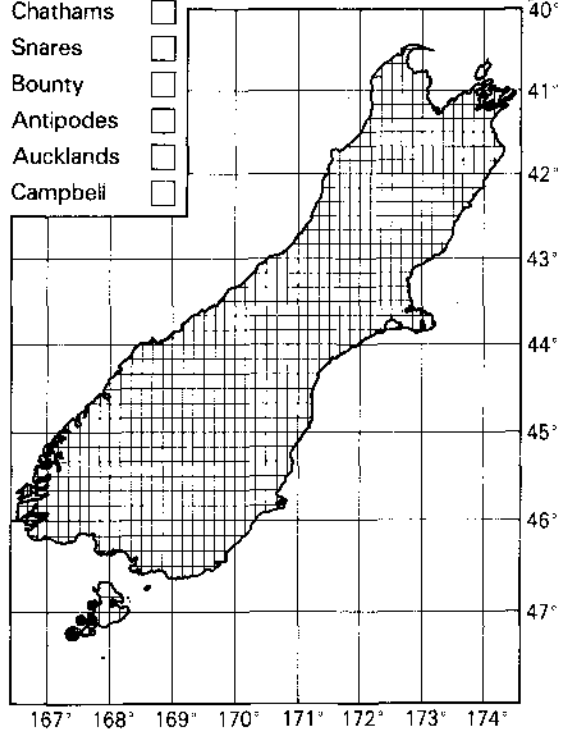 Chathams
Snares
Bounty
Antipodes
Aucklands
Campbell
40°
41°
42°
43°
44°
45°
46°
47°
167° 168° 169° 170° 171° 172° 173° 174°